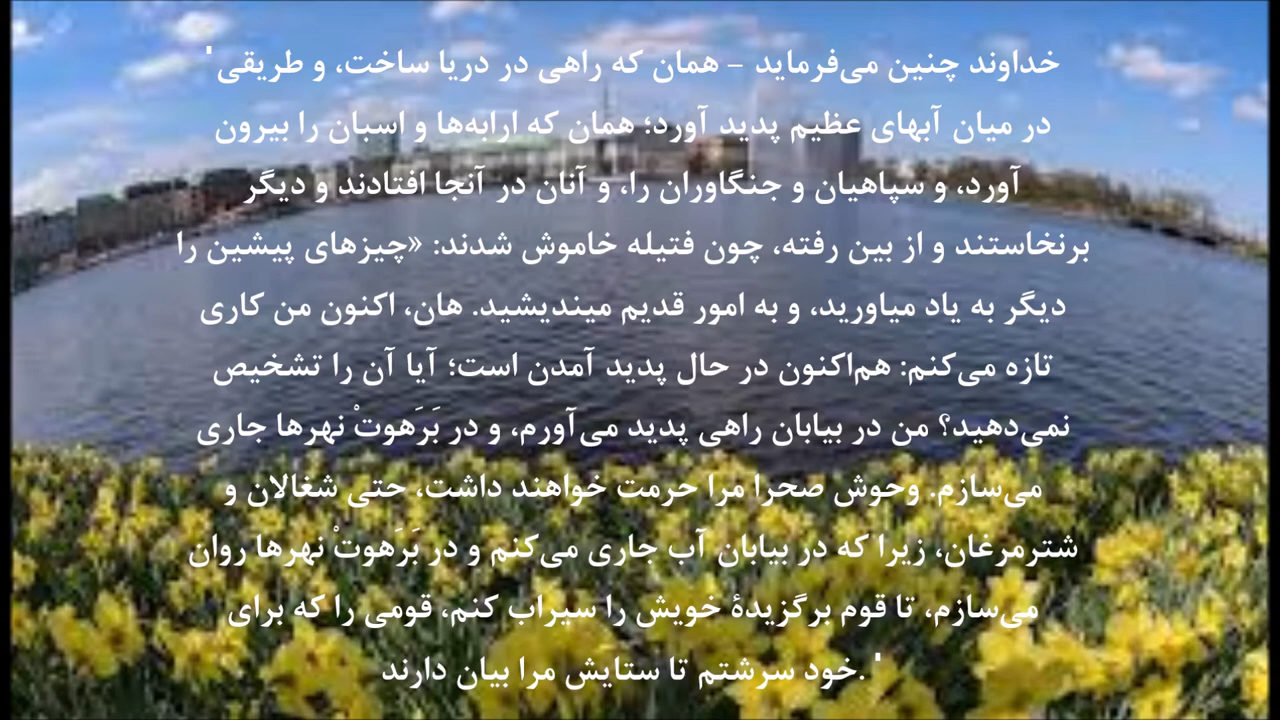 'خداوند چنین می‌فرماید – همان که راهی در دریا ساخت، و طریقی
در میان آبهای عظیم پدید آورد؛ همان که ارابه‌ها و اسبان را بیرون
آورد، و سپاهیان و جنگاوران را، و آنان در آنجا افتادند و دیگر
برنخاستند و از بین رفته، چون فتیله خاموش شدند: «چیزهای پیشین را
دیگر به یاد میاورید، و به امور قدیم میندیشید. هان، اکنون من کاری
تازه می‌کنم: هم‌اکنون در حال پدید آمدن است؛ آیا آن را تشخیص
نمی‌دهید؟ من در بیابان راهی پدید می‌آورم، و در بَرَهوتْ نهرها جاری
می‌سازم. وحوش صحرا مرا حرمت خواهند داشت، حتی شغالان و
شترمرغان، زیرا که در بیابان آب جاری می‌کنم و در بَرَهوتْ نهرها روان
می‌سازم، تا قوم برگزیدهٔ خویش را سیراب کنم، قومی را که برای
خود سرشتم تا ستایش مرا بیان دارند.'